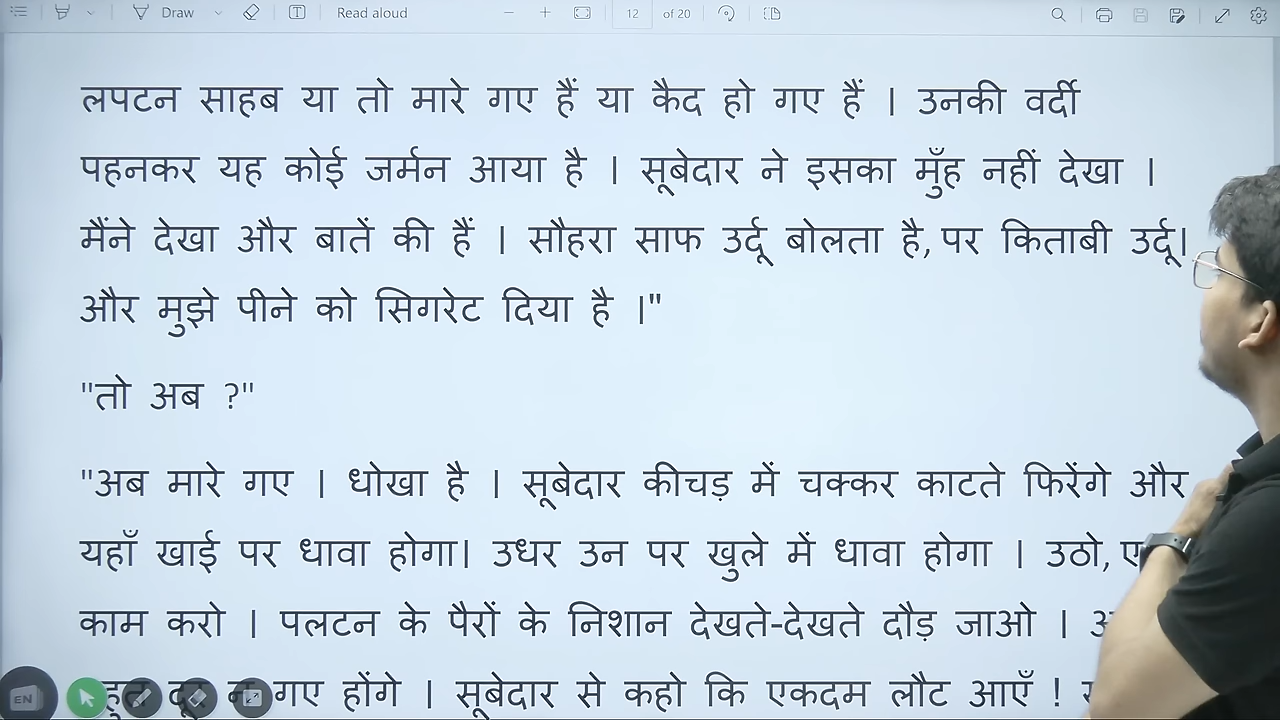 Draw
Read aloud
12
of 20
लपटन साहब या तो मारे गए हैं या कैद हो गए हैं । उनकी वर्दी
पहनकर यह कोई जर्मन आया है । सूबेदार ने इसका मुँह नहीं देखा ।
मैंने देखा और बातें की हैं । सौहरा साफ उर्दू बोलता है, पर किताबी उर्दू।
और मुझे पीने को सिगरेट दिया है ।"
"तो अब ?"
"अब मारे गए । धोखा है । सूबेदार कीचड़ में चक्कर काटते फिरेंगे और
यहाँ खाई पर धावा होगा। उधर उन पर खुले में धावा होगा । उठो,
काम करो । पलटन के पैरों के निशान देखते-देखते दौड़ जाओ ।
गए होंगे । सूबेदार से कहो कि एकदम लौट आएँ !
EN